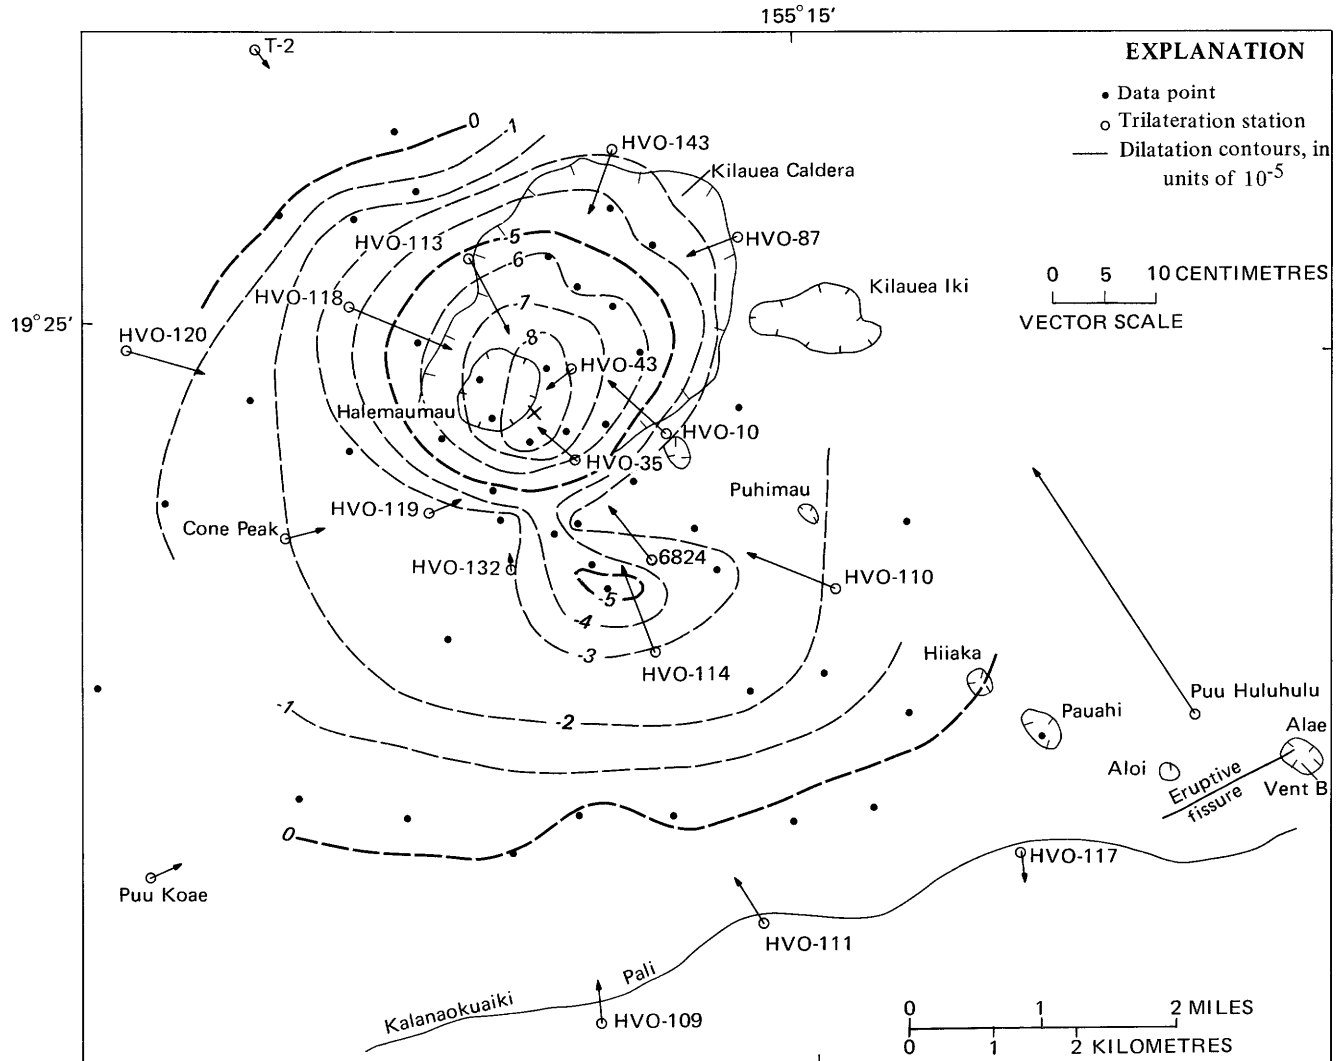 155°15'
T-2
EXPLANATION
Data point
Trilateration station
Dilatation contours, in
units of 10⁻⁵
0
-1
HVO-143
Kilauea Caldera
HVO-113
-5
HVO-87
-6
0 5 10 CENTIMETRES
VECTOR SCALE
Kilauea Iki
HVO-118
-7
19°25'
HVO-120
-8
HVO-43
Halemaumau
HVO-10
HVO-35
Puhimau
HVO-119
Cone Peak
6824
HVO-132
HVO-110
-5
-4
-3
HVO-114
Hiiaka
Puu Huluhulu
-1
-2
Pauahi
Alae
Aloi
Eruptive
fissure
Vent B
0
HVO-117
Puu Koae
HVO-111
Pali
Kalanaokuaiki
HVO-109
0 1 2 MILES
0 1 2 KILOMETRES